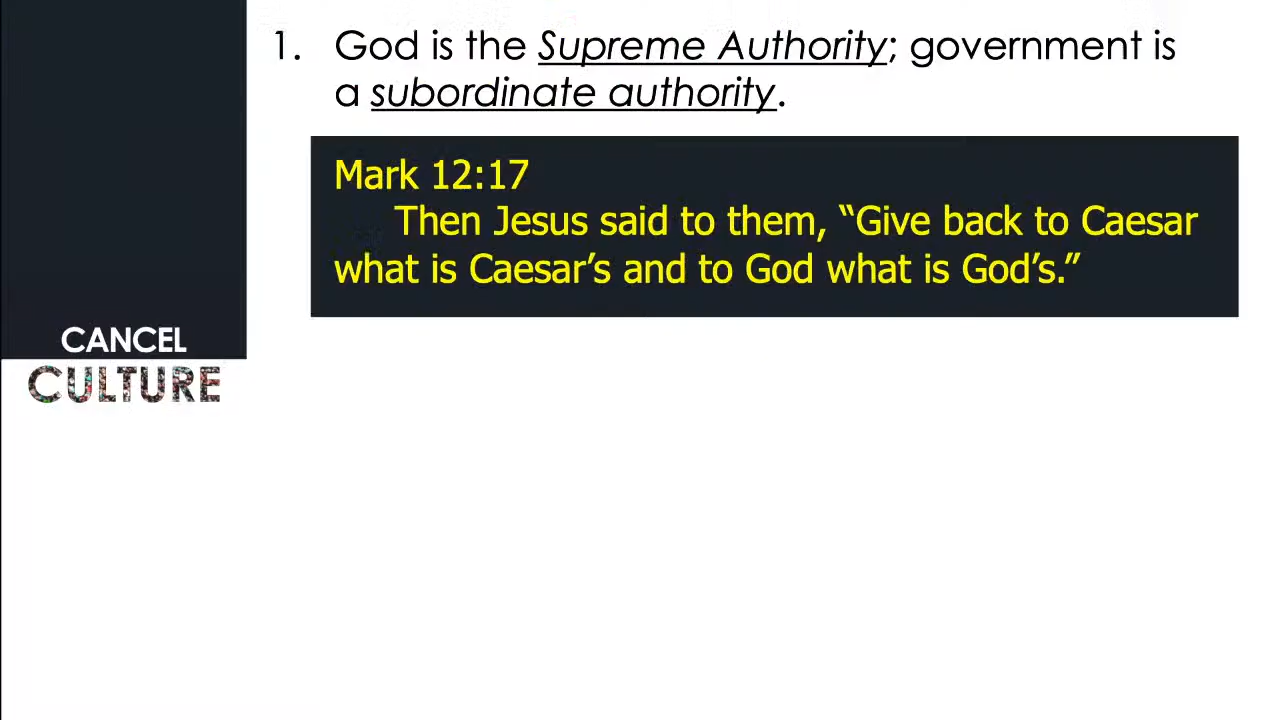 1. God is the Supreme Authority; government is
a subordinate authority.
Mark 12:17
Then Jesus said to them, “Give back to Caesar
what is Caesar’s and to God what is God’s.”
CANCEL
CULTURE